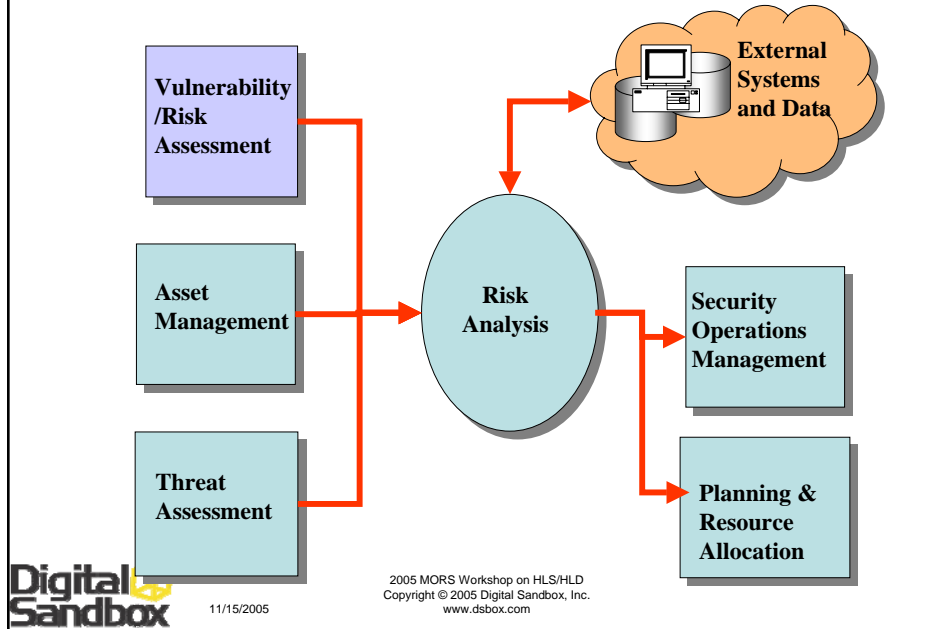 Vulnerability
/Risk
Assessment
External
Systems
and Data
Asset
Management
Risk
Analysis
Security
Operations
Management
Threat
Assessment
Planning &
Resource
Allocation
Digital
Sandbox
11/15/2005
2005 MORS Workshop on HLS/HLD
Copyright © 2005 Digital Sandbox, Inc.
www.dsbox.com